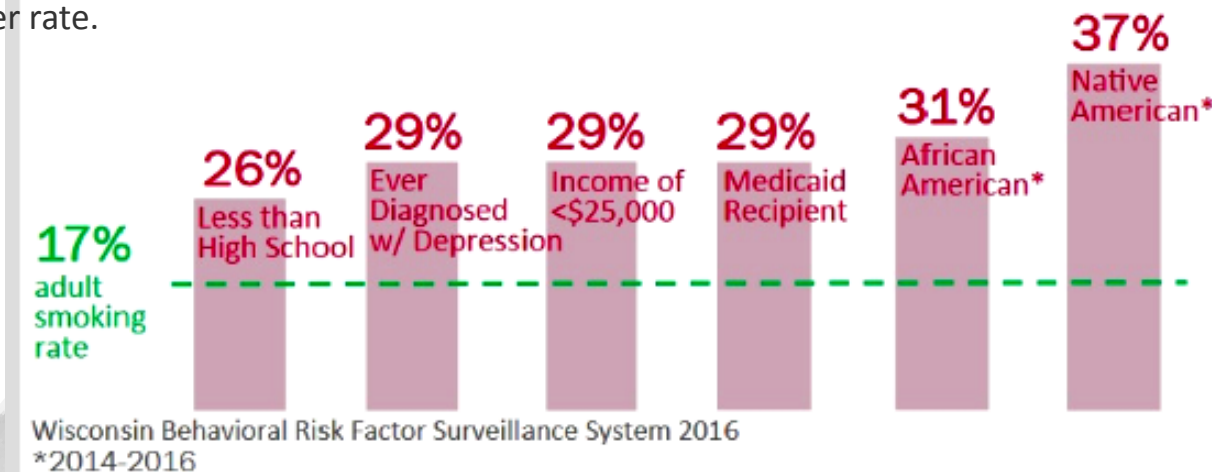 er rate.
37%
Native
American*
31%
African
American*
29%
Ever
Diagnosed
w/ Depression
29%
Income of
<$25,000
29%
Medicaid
Recipient
26%
Less than
High School
17%
adult
smoking
rate
Wisconsin Behavioral Risk Factor Surveillance System 2016
*2014-2016